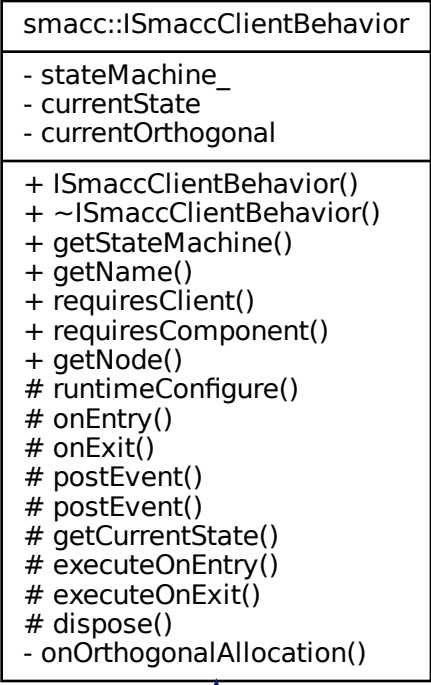 smacc::ISmaccClientBehavior
- stateMachine_
- currentState
- currentOrthogonal
+ ISmaccClientBehavior()
+ ~ISmaccClientBehavior()
+ getStateMachine()
+ getName()
+ requiresClient()
+ requiresComponent()
+ getNode()
# runtimeConfigure()
# onEntry()
# onExit()
# postEvent()
# postEvent()
# getCurrentState()
# executeOnEntry()
# executeOnExit()
# dispose()
- onOrthogonalAllocation()